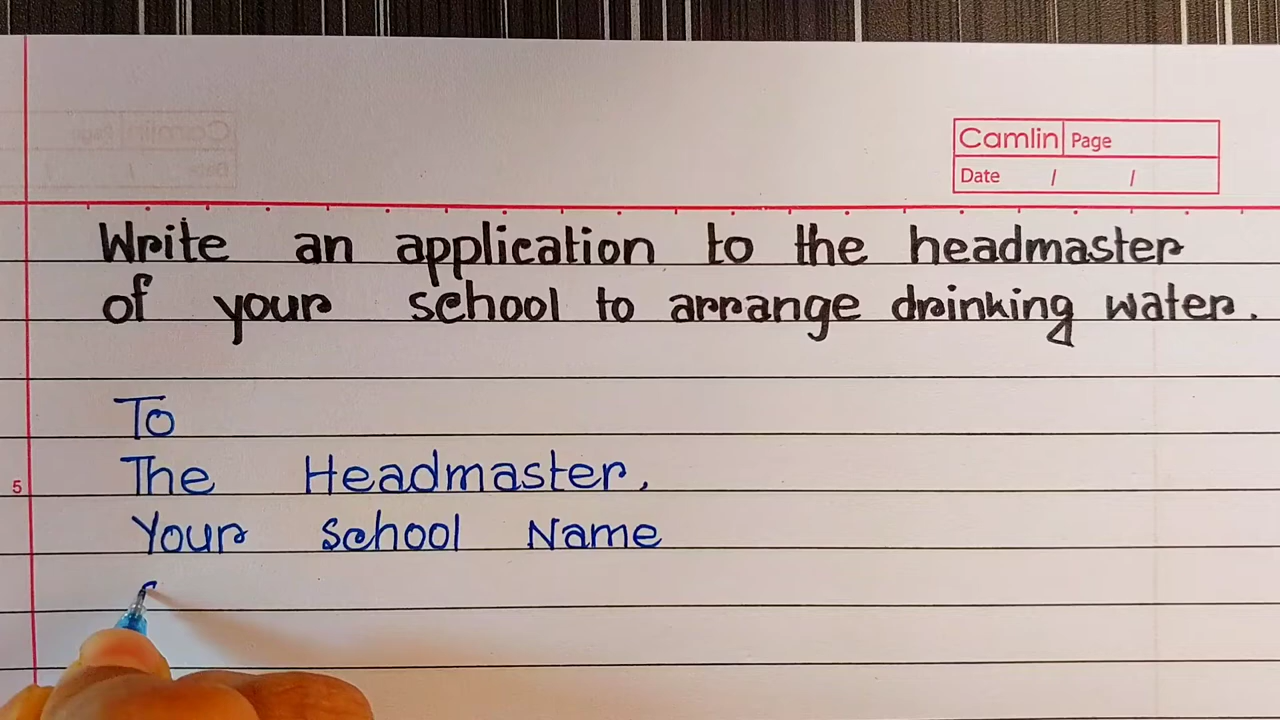 Camlin Page
Date / /
Write an application to the headmaster
of your school to arrange drinking water.
To
5 The Headmaster,
Your School Name